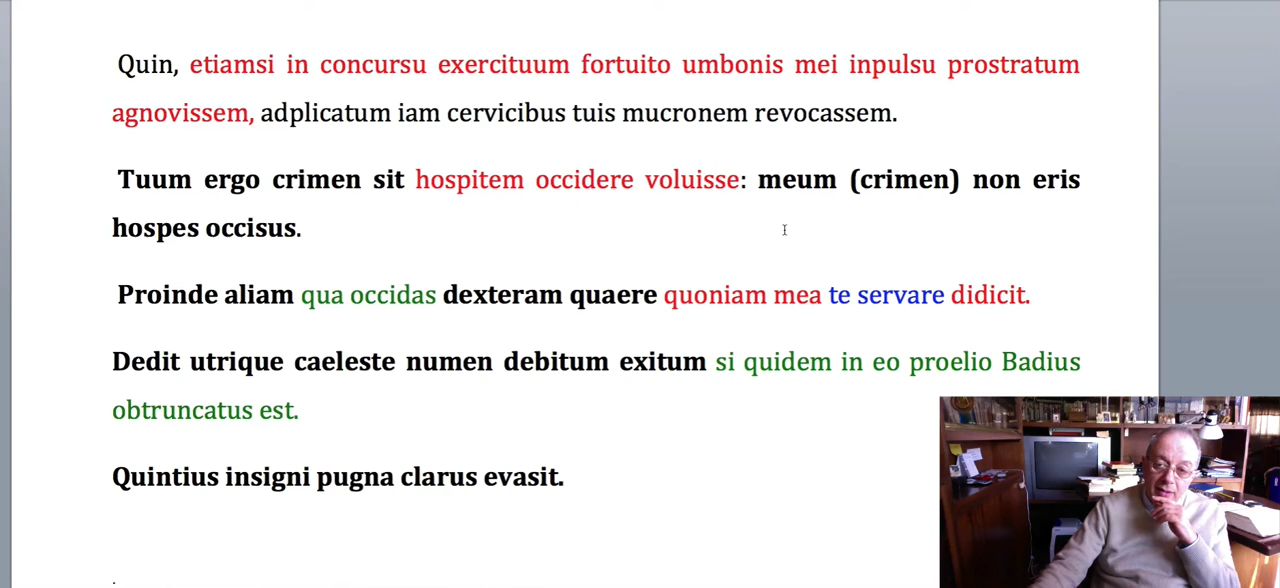 Quin, etiamsi in concursu exercituum fortuito umbonis mei inpulsu prostratum
agnovissem, adplicatum iam cervicibus tuis mucronem revocassem.
Tuum ergo crimen sit hospitem occidere voluisse: meum (crimen) non eris
hospes occisus.
Proinde aliam qua occidas dexteram quaere quoniam mea te servare didicit.
Dedit utrique caeleste numen debitum exitum si quidem in eo proelio Badius
obtruncatus est.
Quintius insigni pugna clarus evasit.